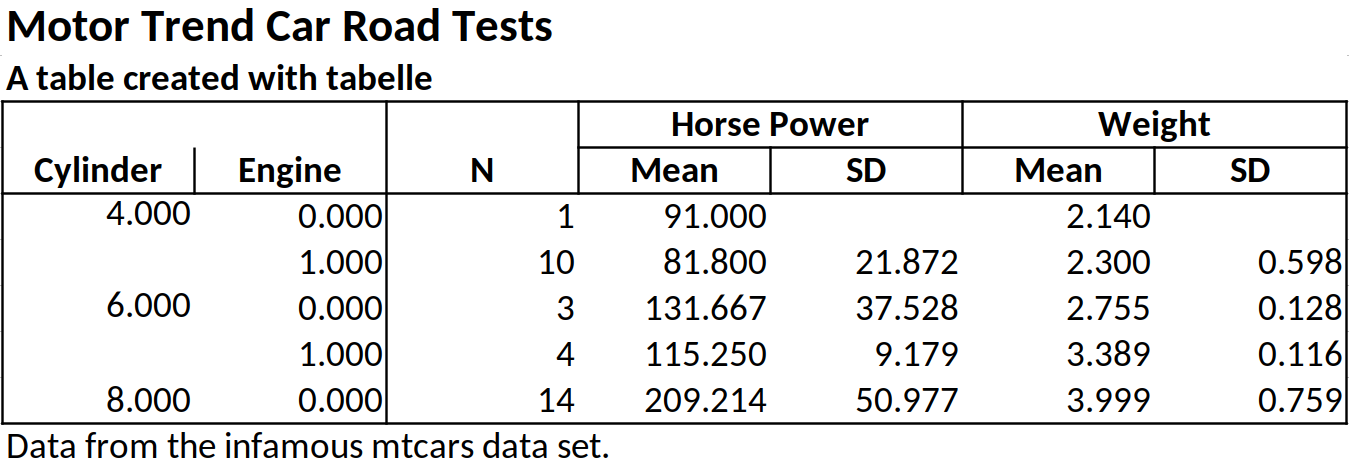 Motor Trend Car Road Tests
A table created with tabelle
Horse Power Weight
Cylinder Engine N Mean SD Mean SD
4.000 0.000 1 91.000 2.140
1.000 10 81.800 21.872 2.300 0.598
6.000 0.000 3 131.667 37.528 2.755 0.128
1.000 4 115.250 9.179 3.389 0.116
8.000 0.000 14 209.214 50.977 3.999 0.759
Data from the infamous mtcars data set.